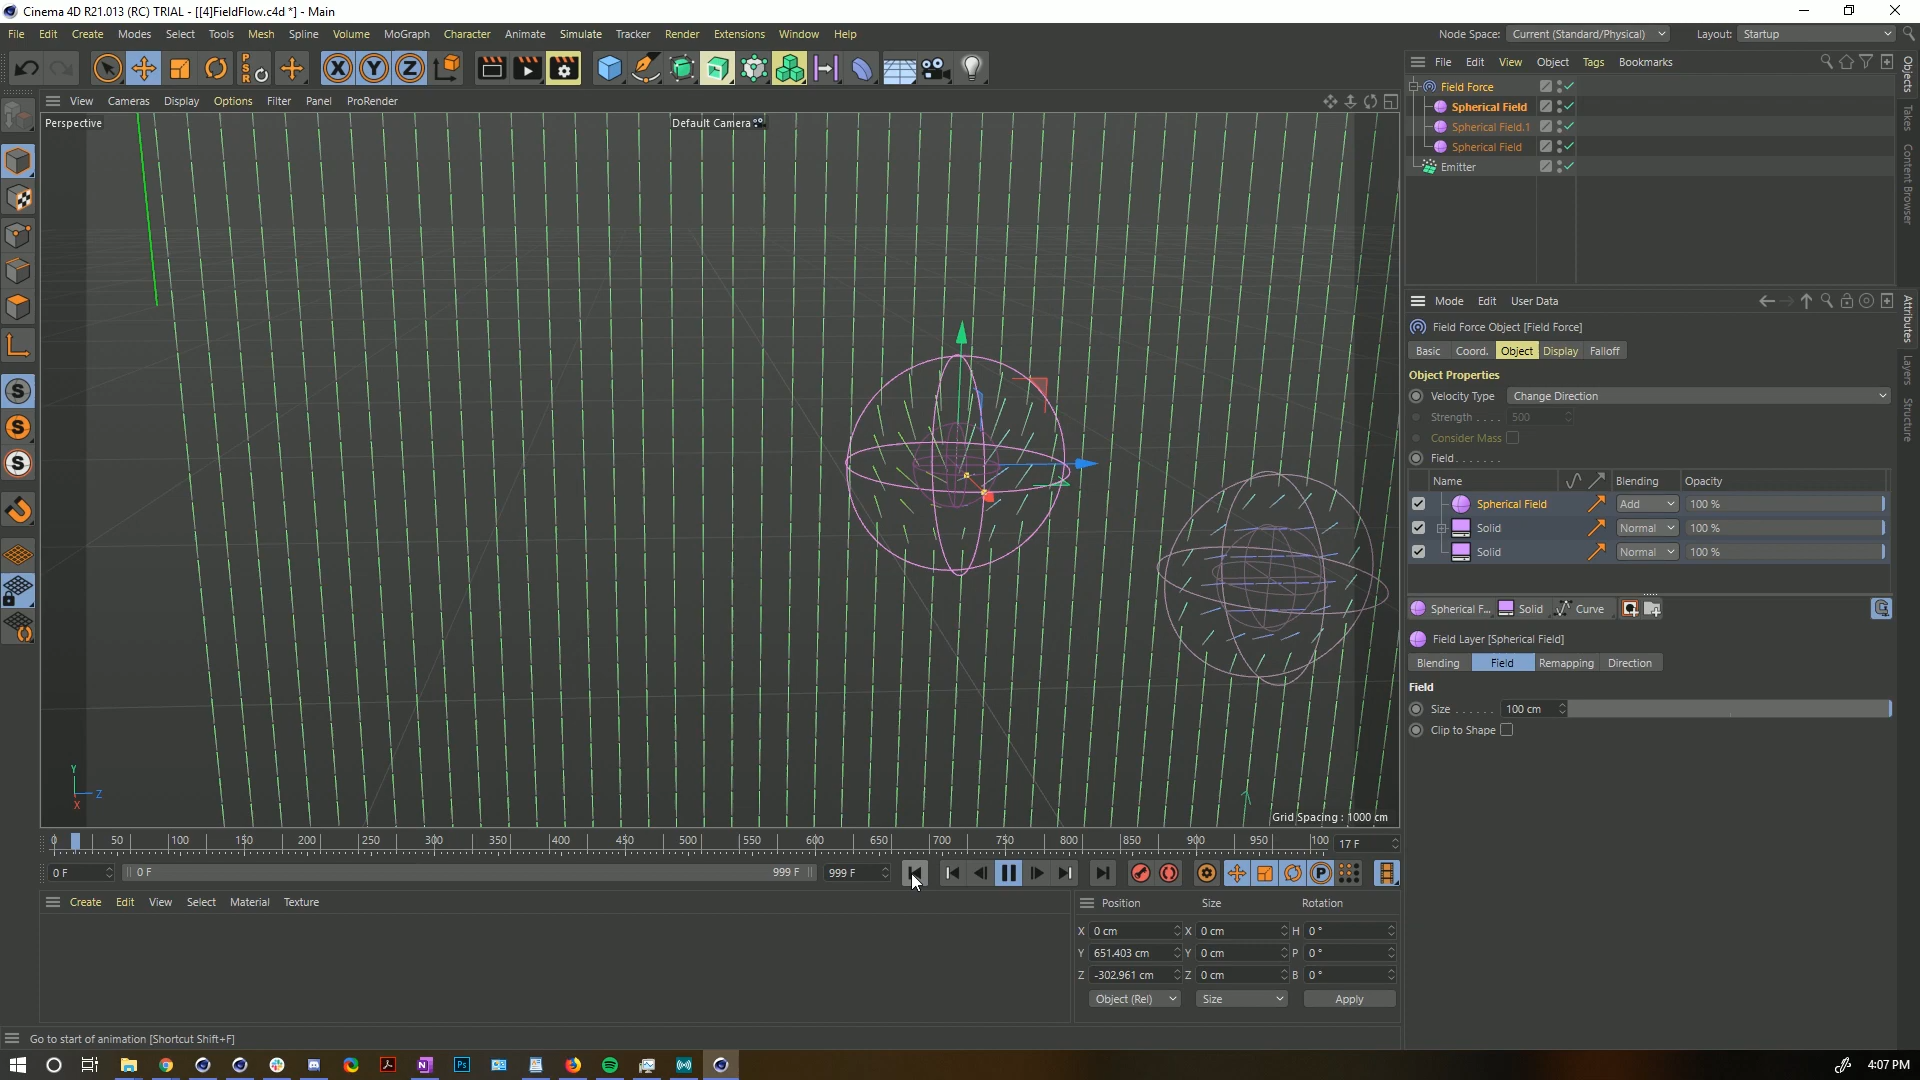 Cinema 4D R21.013 (RC) TRIAL - [[4]FieldFlow.c4d *] - Main
File Edit Create Modes Select Tools Mesh Spline Volume MoGraph Character Animate Simulate Tracker Render Extensions Window Help
Node Space: Current (Standard/Physical) Layout: Startup
X Y Z
P S R
View Cameras Display Options Filter Panel ProRender
Perspective
Default Camera
File Edit View Object Tags Bookmarks
Field Force
Spherical Field
Spherical Field.1
Spherical Field
Emitter
Objects
Takes
Content Browser
Mode Edit User Data
Field Force Object [Field Force]
Basic Coord. Object Display Falloff
Object Properties
Velocity Type Change Direction
Strength . . . . 500
Consider Mass
Field. . . . . . .
Name Blending Opacity
Spherical Field Add 100 %
Solid Normal 100 %
Solid Normal 100 %
Spherical F... Solid Curve
Field Layer [Spherical Field]
Blending Field Remapping Direction
Field
Size . . . . . . 100 cm
Clip to Shape
Attributes
Layers
Structure
S
S
S
Y
Z
X
Grid Spacing : 1000 cm
0 50 100 150 200 250 300 350 400 450 500 550 600 650 700 750 800 850 900 950 100 17 F
0 F 0 F 999 F 999 F
P
Create Edit View Select Material Texture
Position Size Rotation
X 0 cm X 0 cm H 0 °
Y 651.403 cm Y 0 cm P 0 °
Z -302.961 cm Z 0 cm B 0 °
Object (Rel) Size Apply
Go to start of animation [Shortcut Shift+F]
N
Ps
4:07 PM